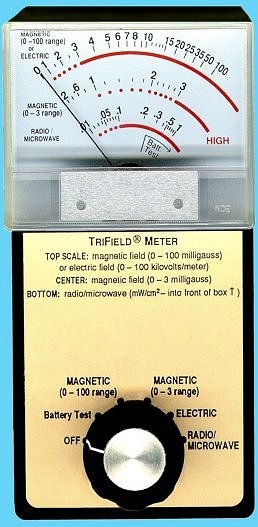 MAGNETIC
(0 –100 range)
or
ELECTRIC
0 1 2 3 4 5 6 7 8 10 15 20 25 35 50 100
MAGNETIC
(0 – 3 range)
.2 .6 1 2 3
RADIO/
MICROWAVE
.01 .05 .1 .2 .3 .5 1
Batt.
Test
HIGH
TRIFIELD® METER
TOP SCALE: magnetic field (0 – 100 milligauss)
or electric field (0 – 100 kilovolts/meter)
CENTER: magnetic field (0 – 3 milligauss)
BOTTOM: radio/microwave (mW/cm² – into front of box ↑)
MAGNETIC
(0 – 100 range)
MAGNETIC
(0 – 3 range)
Battery Test
ELECTRIC
OFF
RADIO/
MICROWAVE